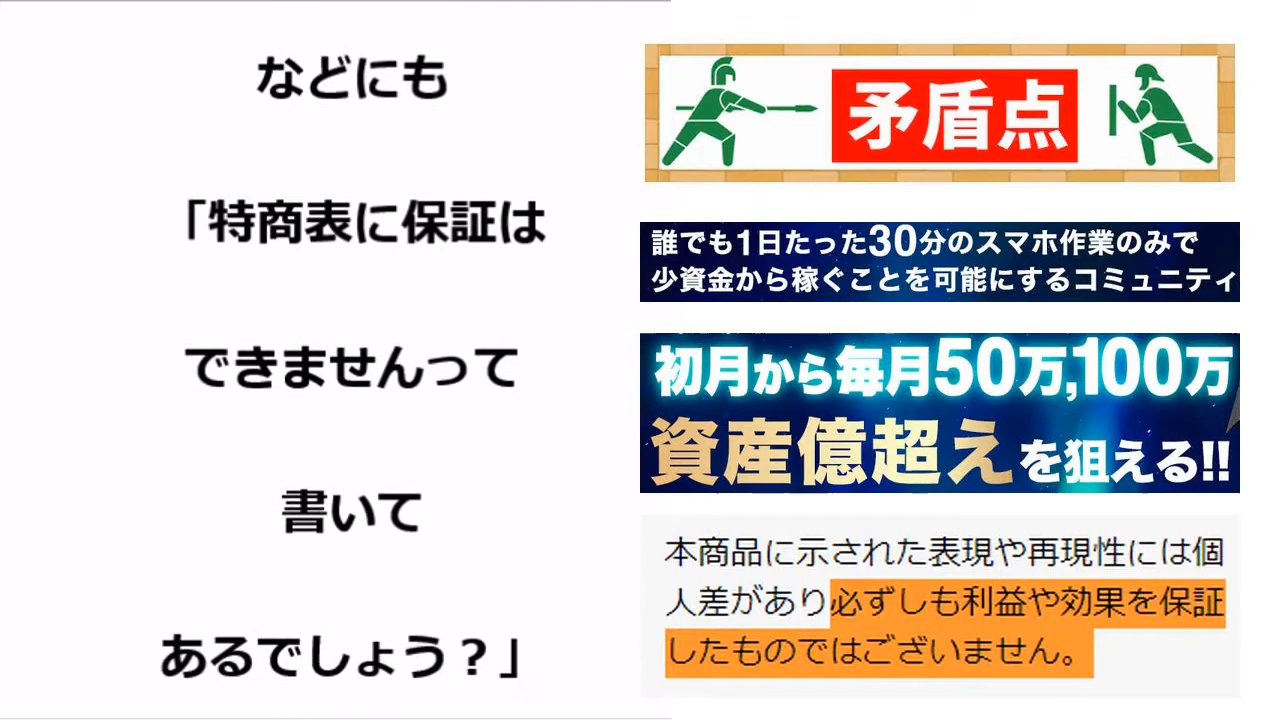 などにも
「特商表に保証は
できませんって
書いて
あるでしょう？」
矛盾点
誰でも1日たった30分のスマホ作業のみで
少資金から稼ぐことを可能にするコミュニティ
初月から毎月50万,100万
資産億超えを狙える!!
本商品に示された表現や再現性には個
人差があり必ずしも利益や効果を保証
したものではございません。